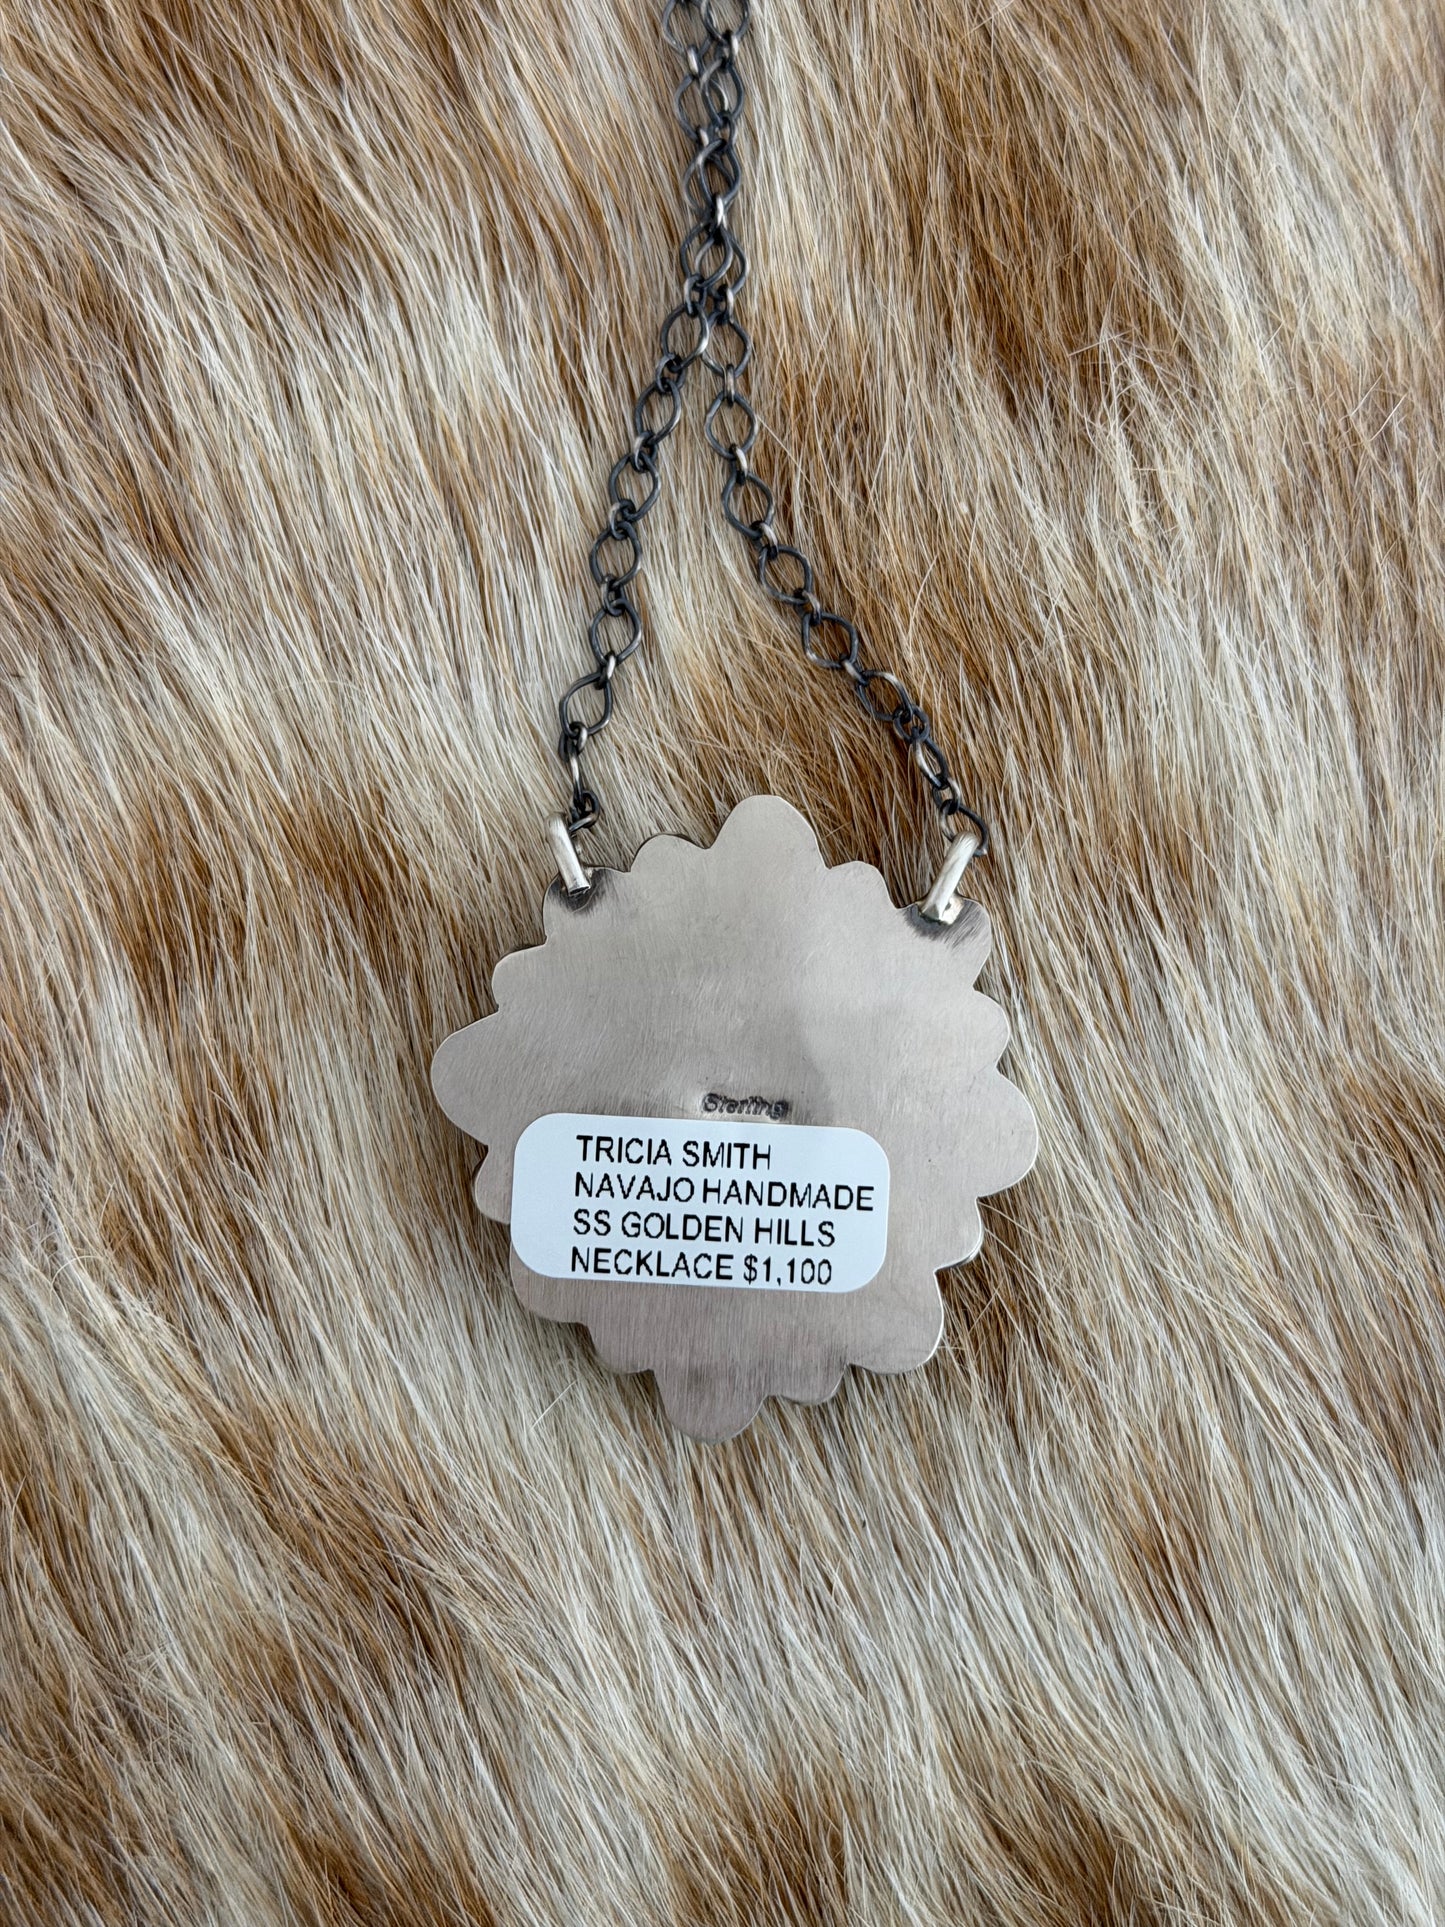 Sterling
TRICIA SMITH
NAVAJO HANDMADE
SS GOLDEN HILLS
NECKLACE $1,100